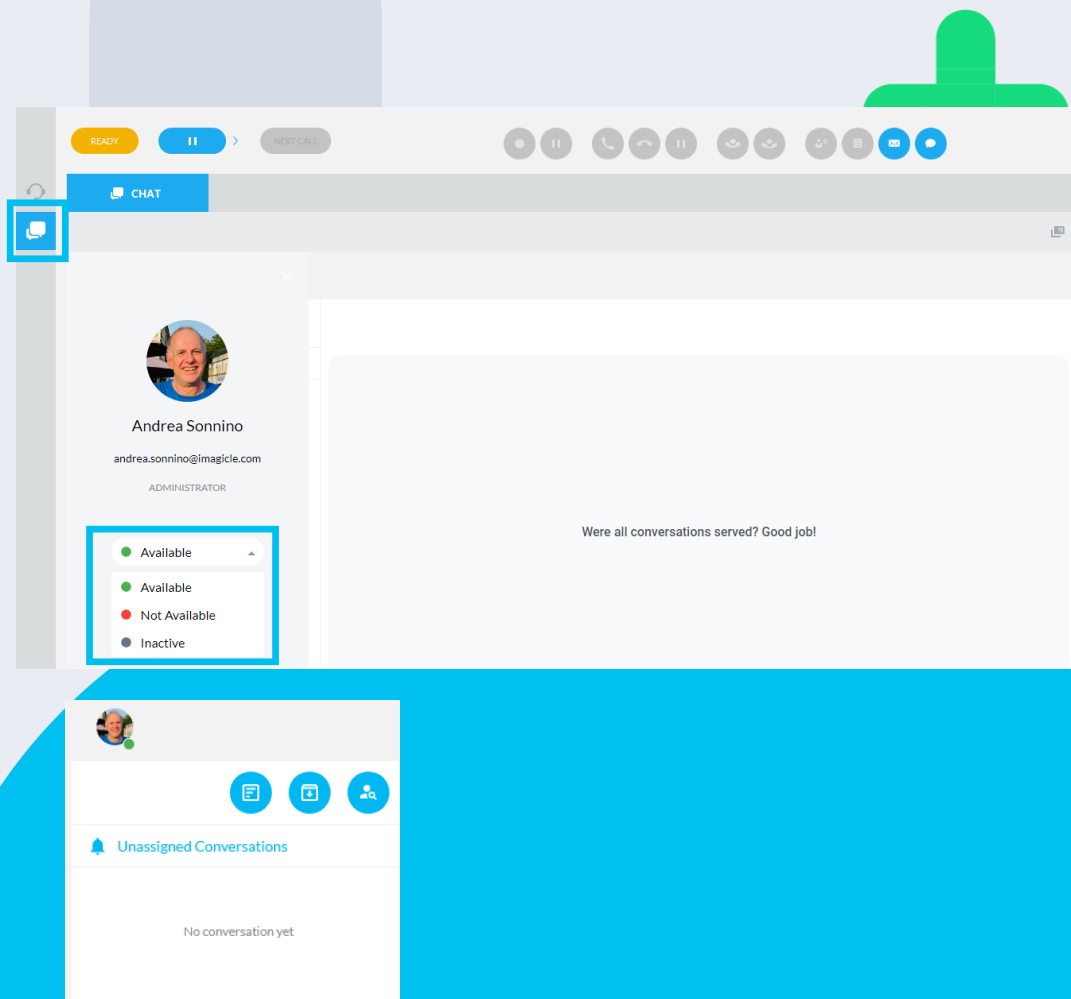 READY
NEXT CALL
CHAT
Andrea Sonnino
andrea.sonnino@imagicle.com
ADMINISTRATOR
Available
Available
Not Available
Inactive
Were all conversations served? Good job!
Unassigned Conversations
No conversation yet